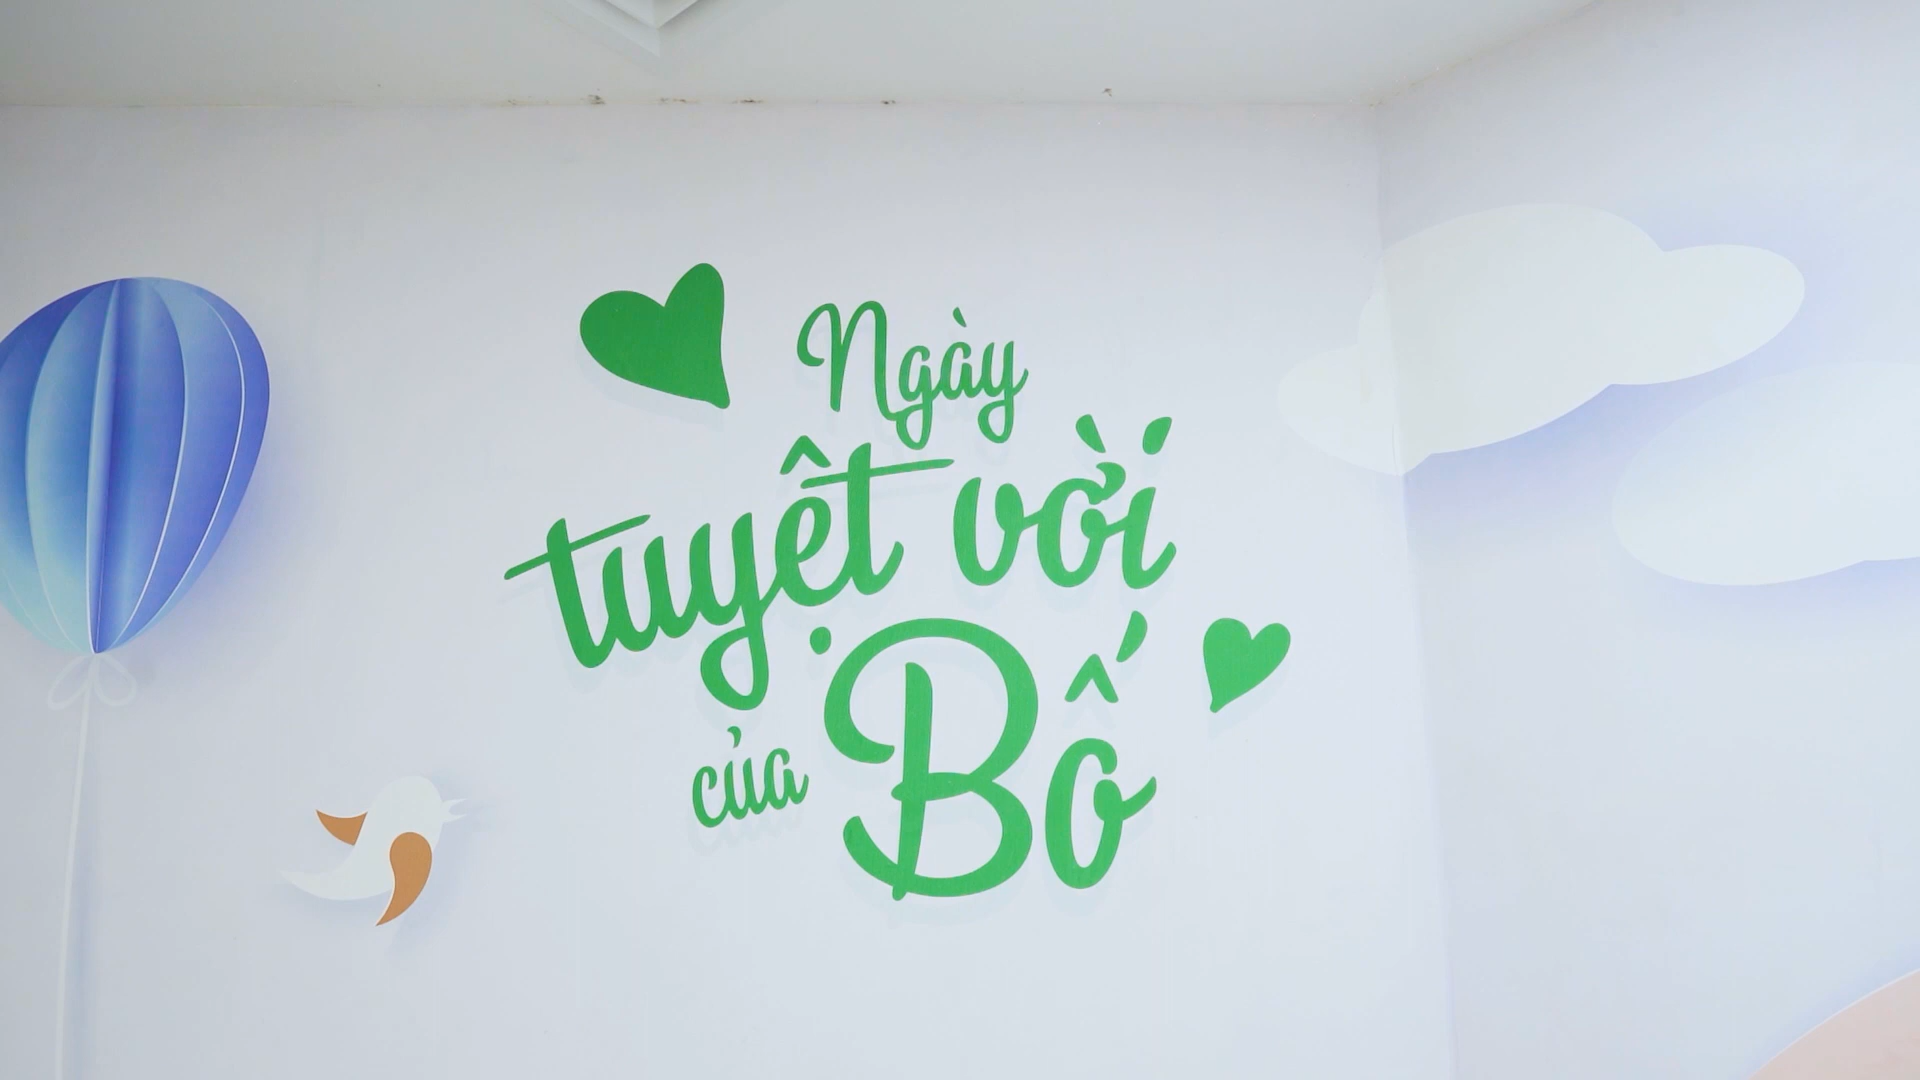 Ngày
tuyệt vời
của Bố